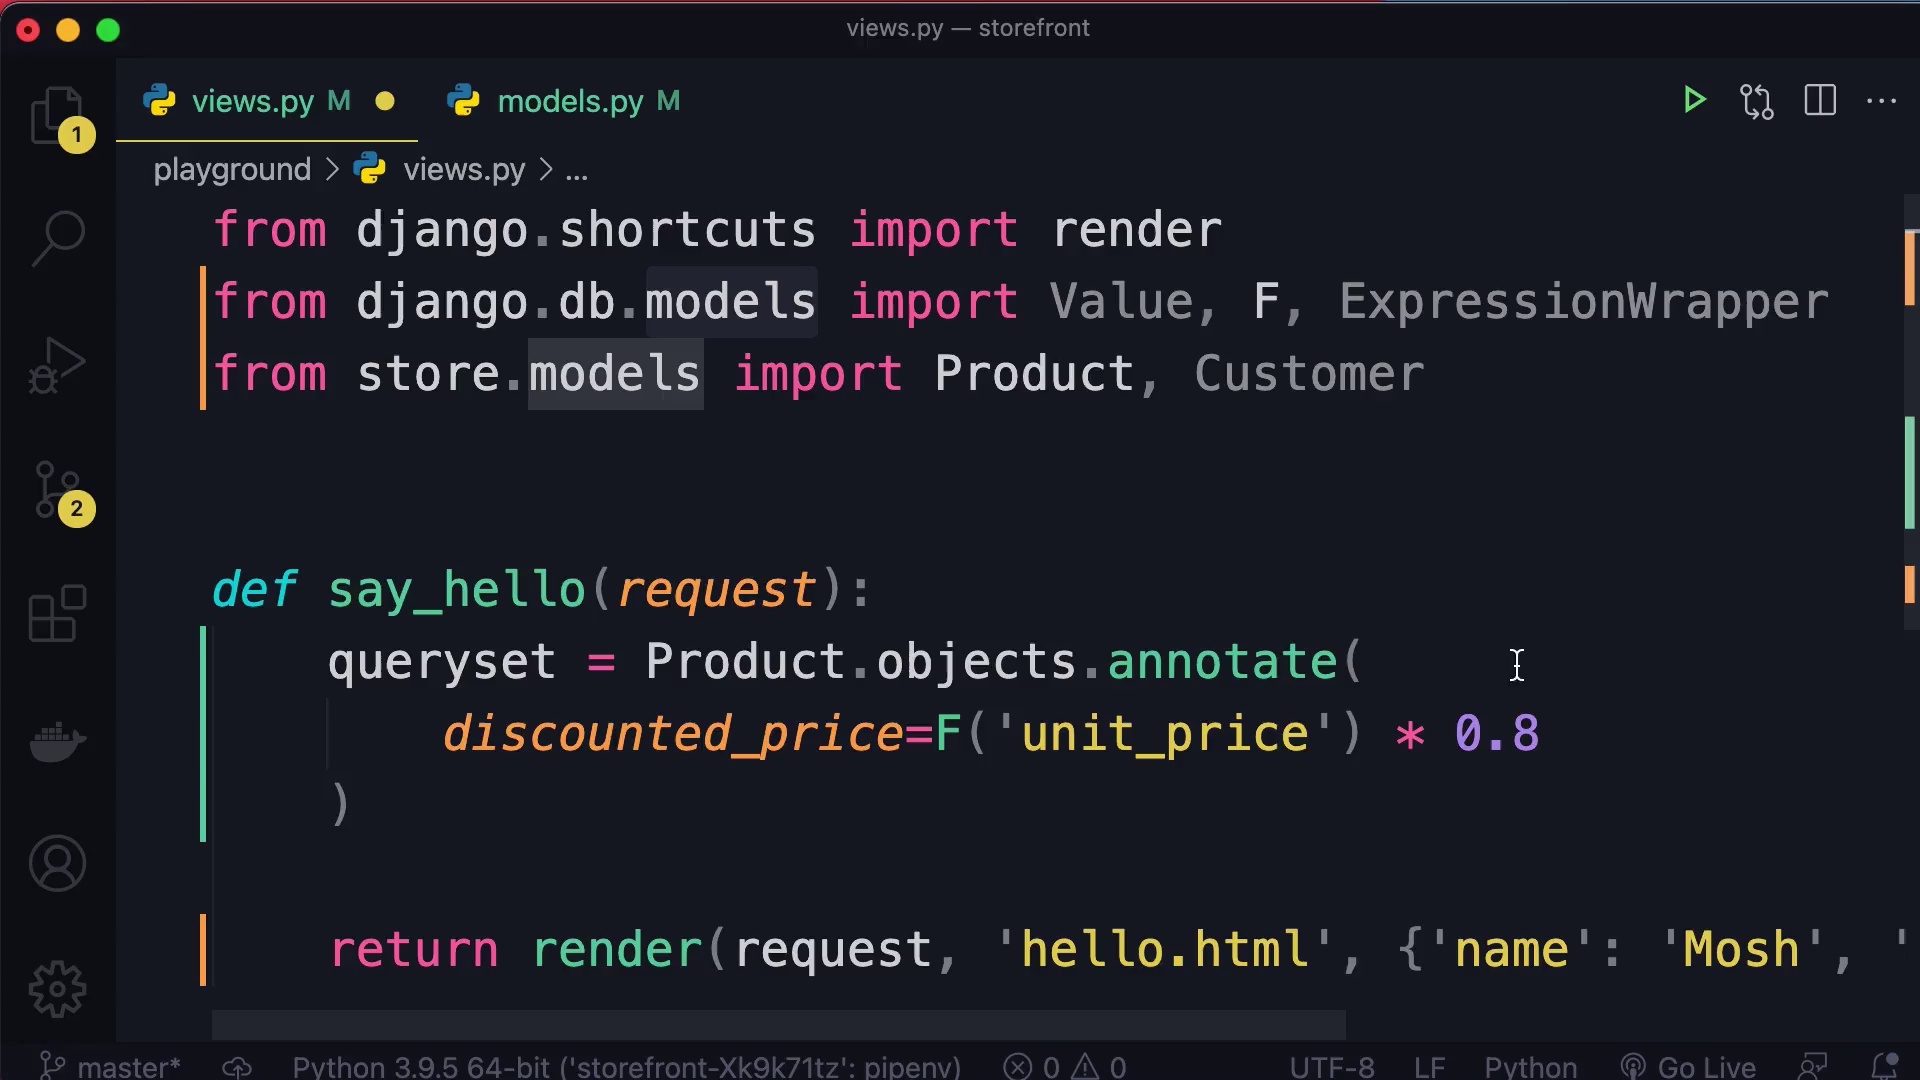 views.py — storefront
views.py M models.py M
1
playground > views.py > ...
from django.shortcuts import render
from django.db.models import Value, F, ExpressionWrapper
from store.models import Product, Customer
2
def say_hello(request):
queryset = Product.objects.annotate(
discounted_price=F('unit_price') * 0.8
)
return render(request, 'hello.html', {'name': 'Mosh', '
master* Python 3.9.5 64-bit ('storefront-Xk9k71tz': pipenv) 0 0 UTF-8 LF Python Go Live